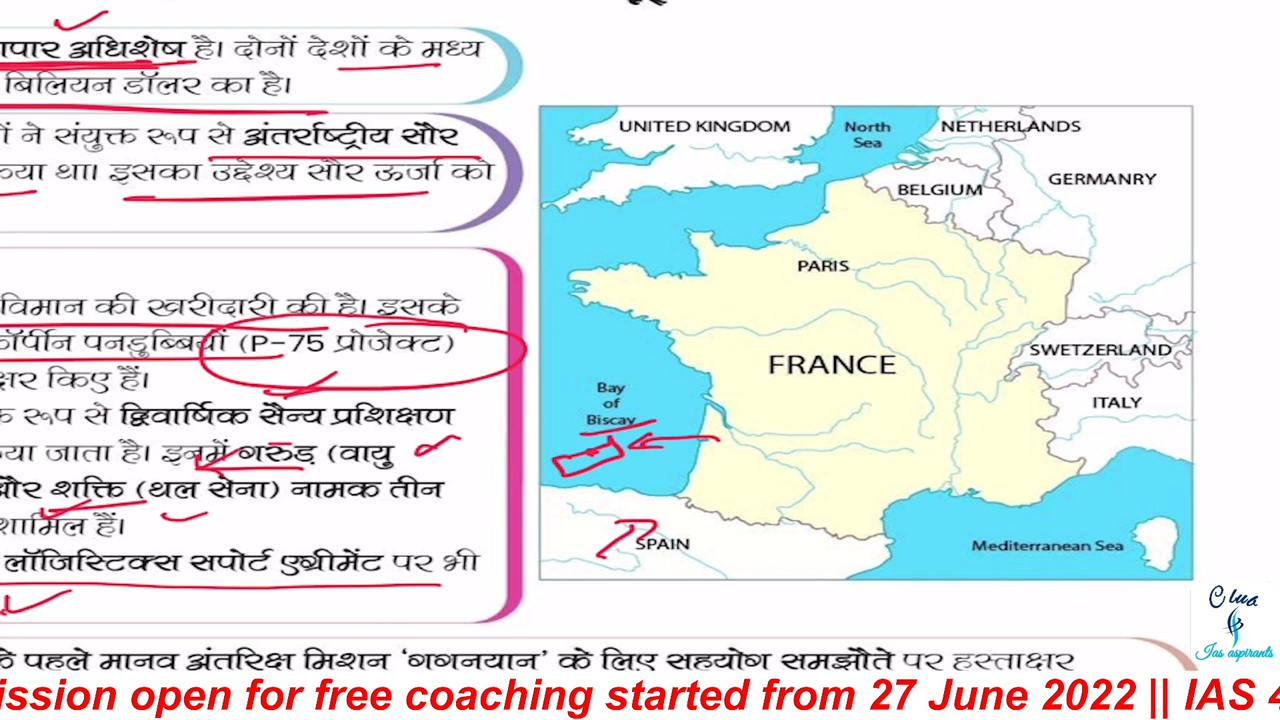 पार अधिशेष है। दोनों देशों के मध्य
बिलियन डॉलर का है।
ों ने संयुक्त रूप से अंतर्राष्ट्रीय सौर
या था। इसका उद्देश्य सौर ऊर्जा को
विमान की खरीदारी की है। इसके
कॉर्पीन पनडुब्बियों (P-75 प्रोजेक्ट)
क्षर किए हैं।
रूप से द्विवार्षिक सैन्य प्रशिक्षण
या जाता है। इनमें गरुड़ (वायु
और शक्ति (थल सेना) नामक तीन
शामिल हैं।
लॉजिस्टिक्स सपोर्ट एग्रीमेंट पर भी
UNITED KINGDOM
North
Sea
NETHERLANDS
BELGIUM
GERMANRY
PARIS
FRANCE
SWETZERLAND
ITALY
Bay
of
Biscay
SPAIN
Mediterranean Sea
Clue
Ias aspirants
के पहले मानव अंतरिक्ष मिशन ‘गगनयान’ के लिए सहयोग समझौते पर हस्ताक्षर
ission open for free coaching started from 27 June 2022 || IAS 4